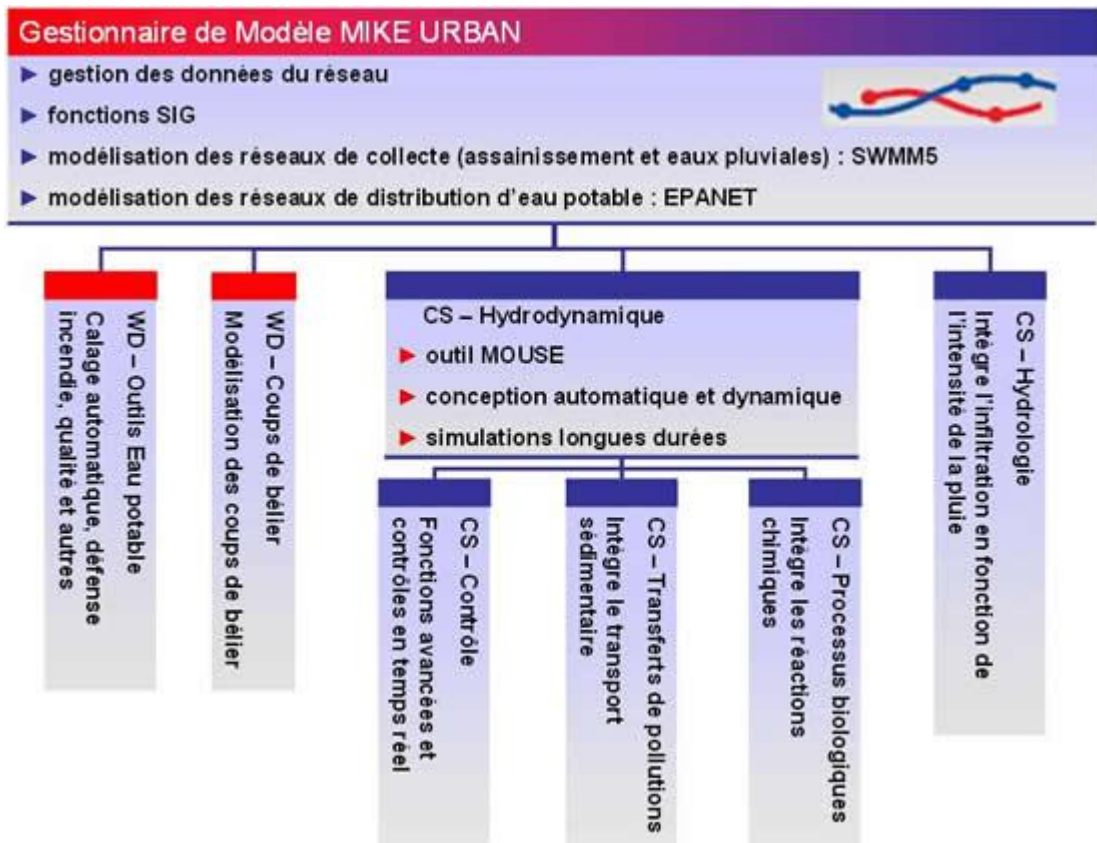 Gestionnaire de Modèle MIKE URBAN
► gestion des données du réseau
► fonctions SIG
► modélisation des réseaux de collecte (assainissement et eaux pluviales) : SWMM5
► modélisation des réseaux de distribution d'eau potable : EPANET
WD – Outils Eau potable
Calage automatique, défense
incendie, qualité et autres
WD – Coups de bélier
Modélisation des coups de bélier
CS – Hydrodynamique
► outil MOUSE
► conception automatique et dynamique
► simulations longues durées
CS – Hydrologie
Intègre l'infiltration en fonction de
l'intensité de la pluie
CS – Contrôle
Fonctions avancées et
contrôles en temps réel
CS – Transferts de pollutions
Intègre le transport
sédimentaire
CS – Processus biologiques
Intègre les réactions
chimiques